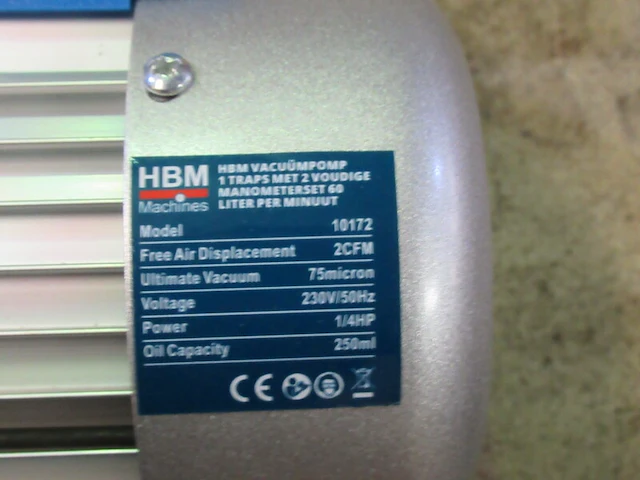 HBM
Machines
HBM VACUÜMPOMP
1 TRAPS MET 2 VOUDIGE
MANOMETERSET 60
LITER PER MINUUT
Model 10172
Free Air Displacement 2CFM
Ultimate Vacuum 75micron
Voltage 230V/50Hz
Power 1/4HP
Oil Capacity 250ml
CE